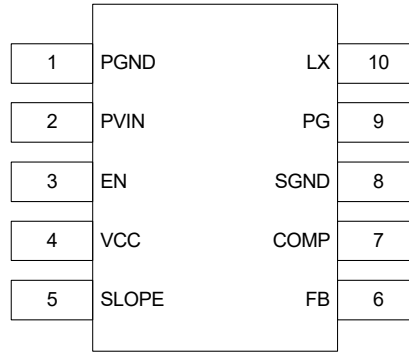 1 PGND LX 10
2 PVIN PG 9
3 EN SGND 8
4 VCC COMP 7
5 SLOPE FB 6